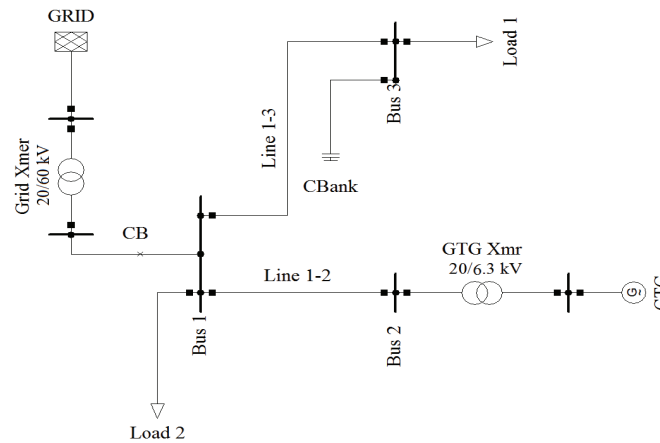 GRID
Load 1
Bus 3
Line 1-3
Grid Xmer
20/60 kV
CBank
CB
GTG Xmr
20/6.3 kV
Line 1-2
G
~
GTG
Bus 1
Bus 2
Load 2